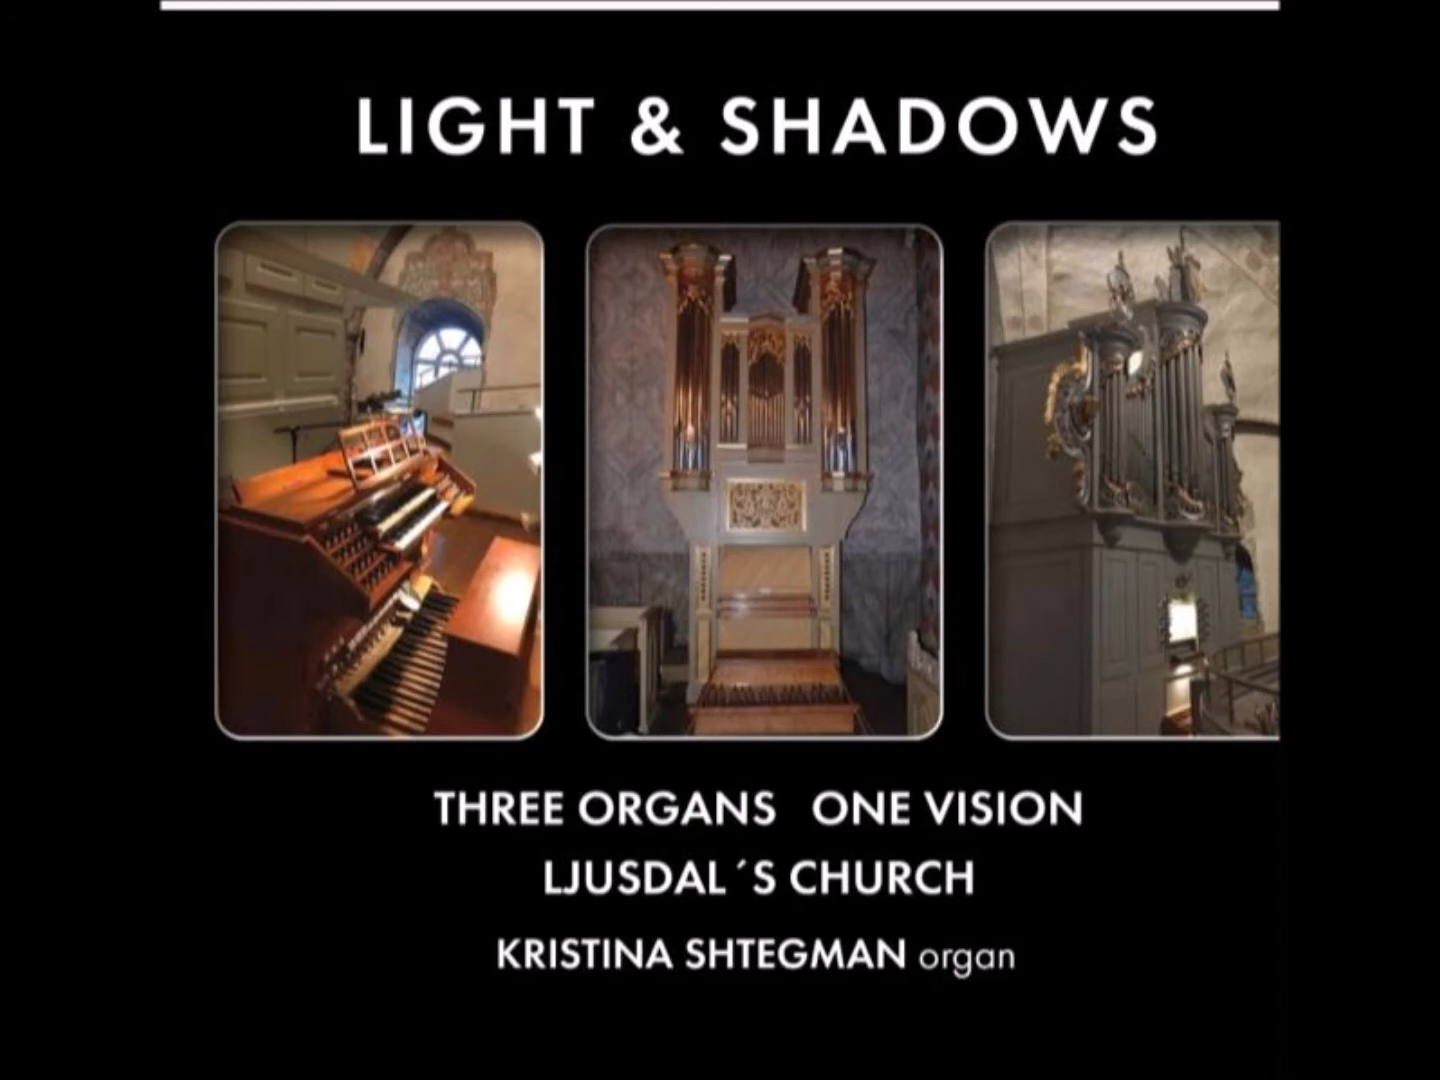 LIGHT & SHADOWS
THREE ORGANS ONE VISION
LJUSDAL ´S CHURCH
KRISTINA SHTEGMAN organ